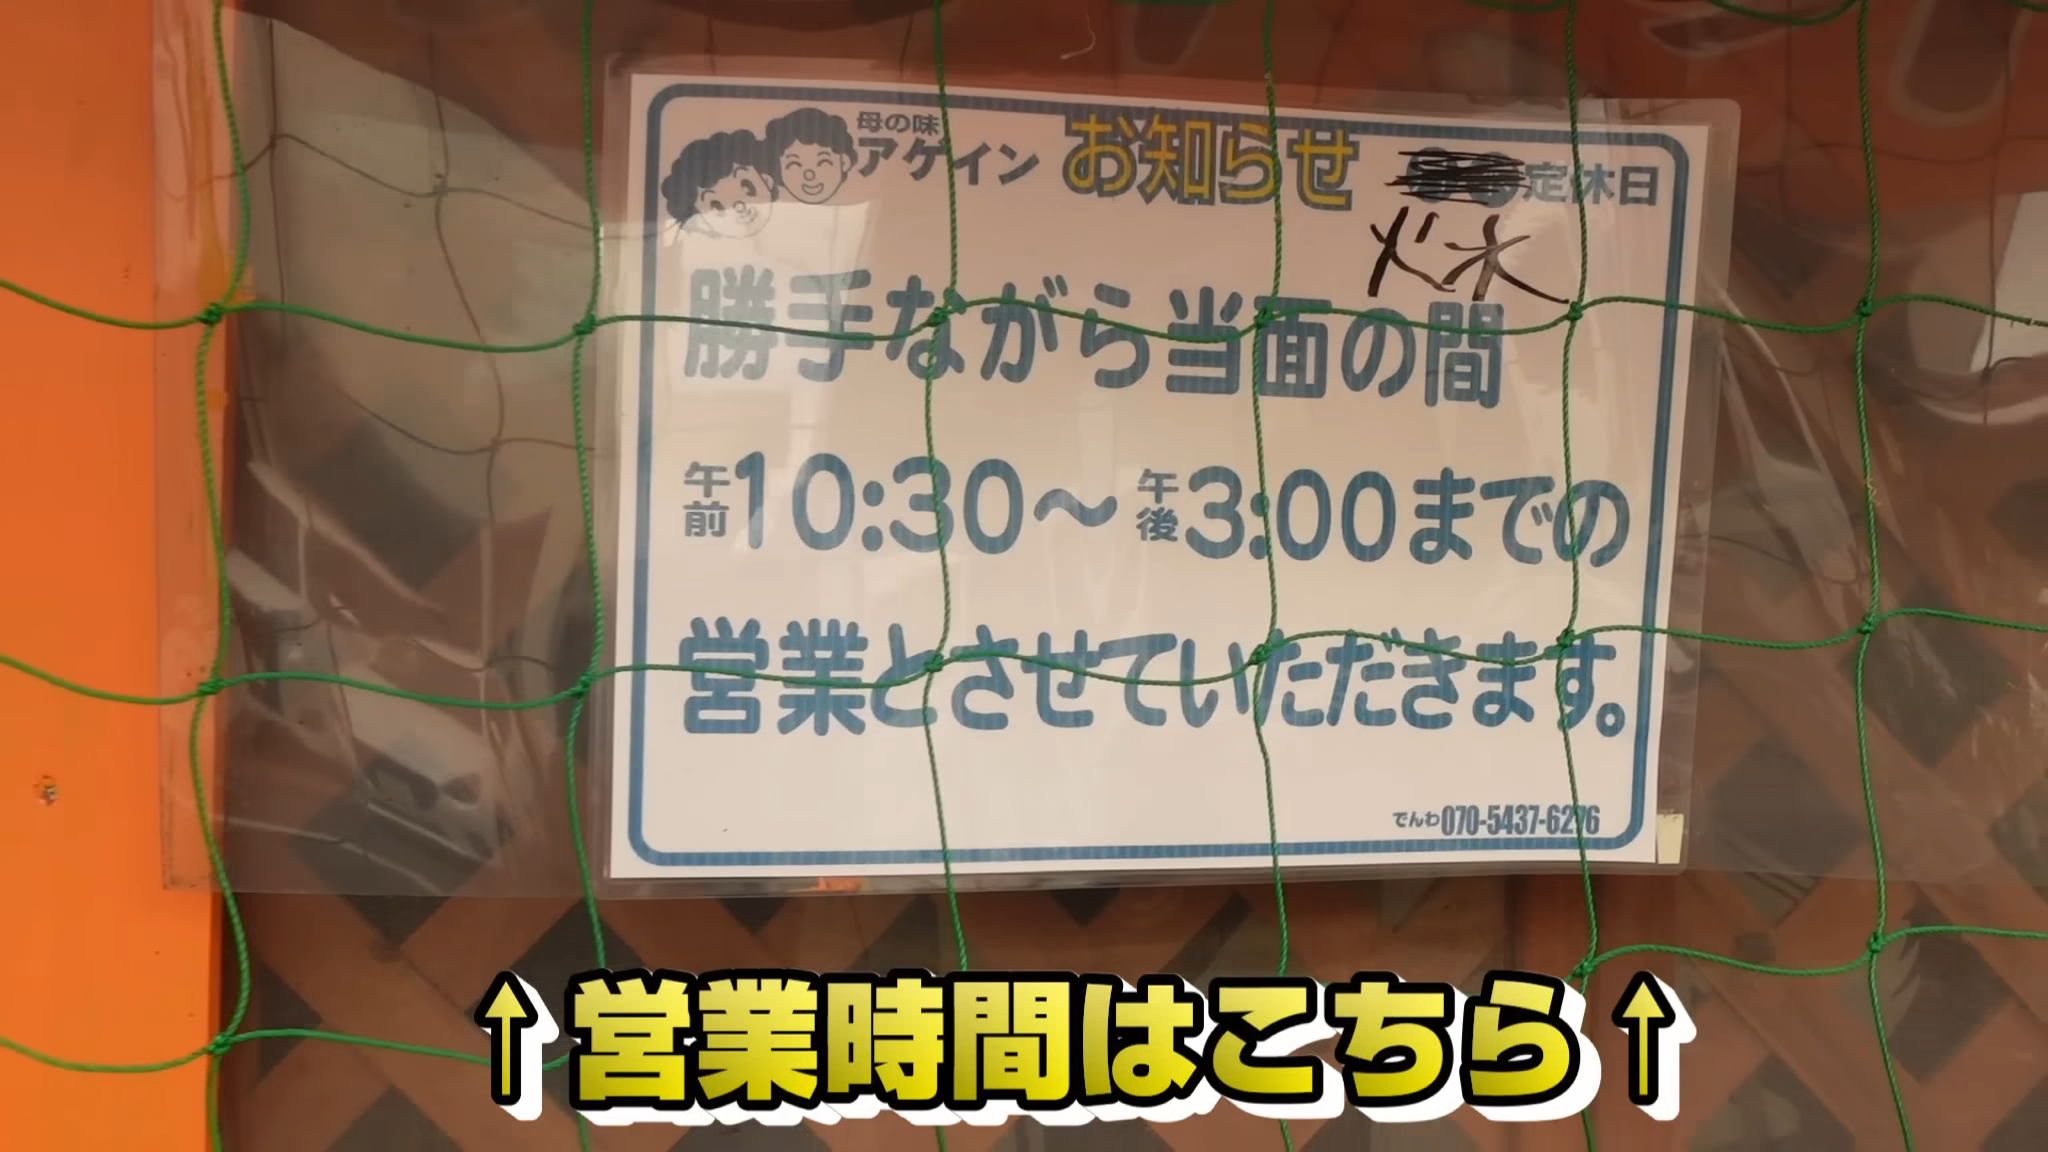 母の味
アゲイン
お知らせ
定休日
勝手ながら当面の間
午前10:30～午後3:00までの
営業とさせていただきます。
でんわ070-5437-6276
↑営業時間はこちら↑